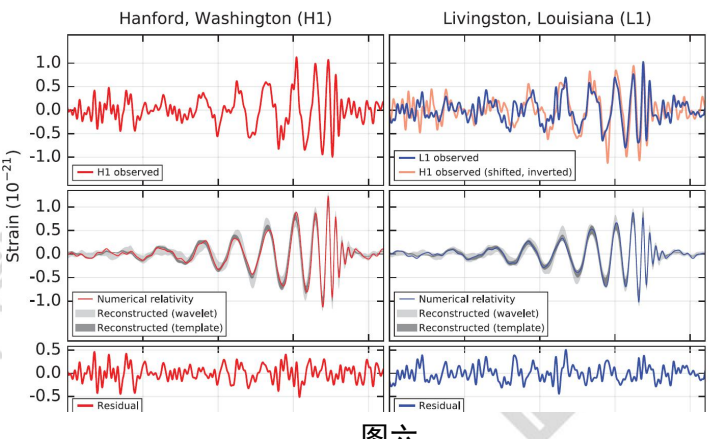 Hanford, Washington (H1)
Livingston, Louisiana (L1)
Strain (10⁻²¹)
1.0
0.5
0.0
-0.5
-1.0
H1 observed
L1 observed
H1 observed (shifted, inverted)
1.0
0.5
0.0
-0.5
-1.0
Numerical relativity
Reconstructed (wavelet)
Reconstructed (template)
Numerical relativity
Reconstructed (wavelet)
Reconstructed (template)
0.5
0.0
-0.5
Residual
Residual
图六